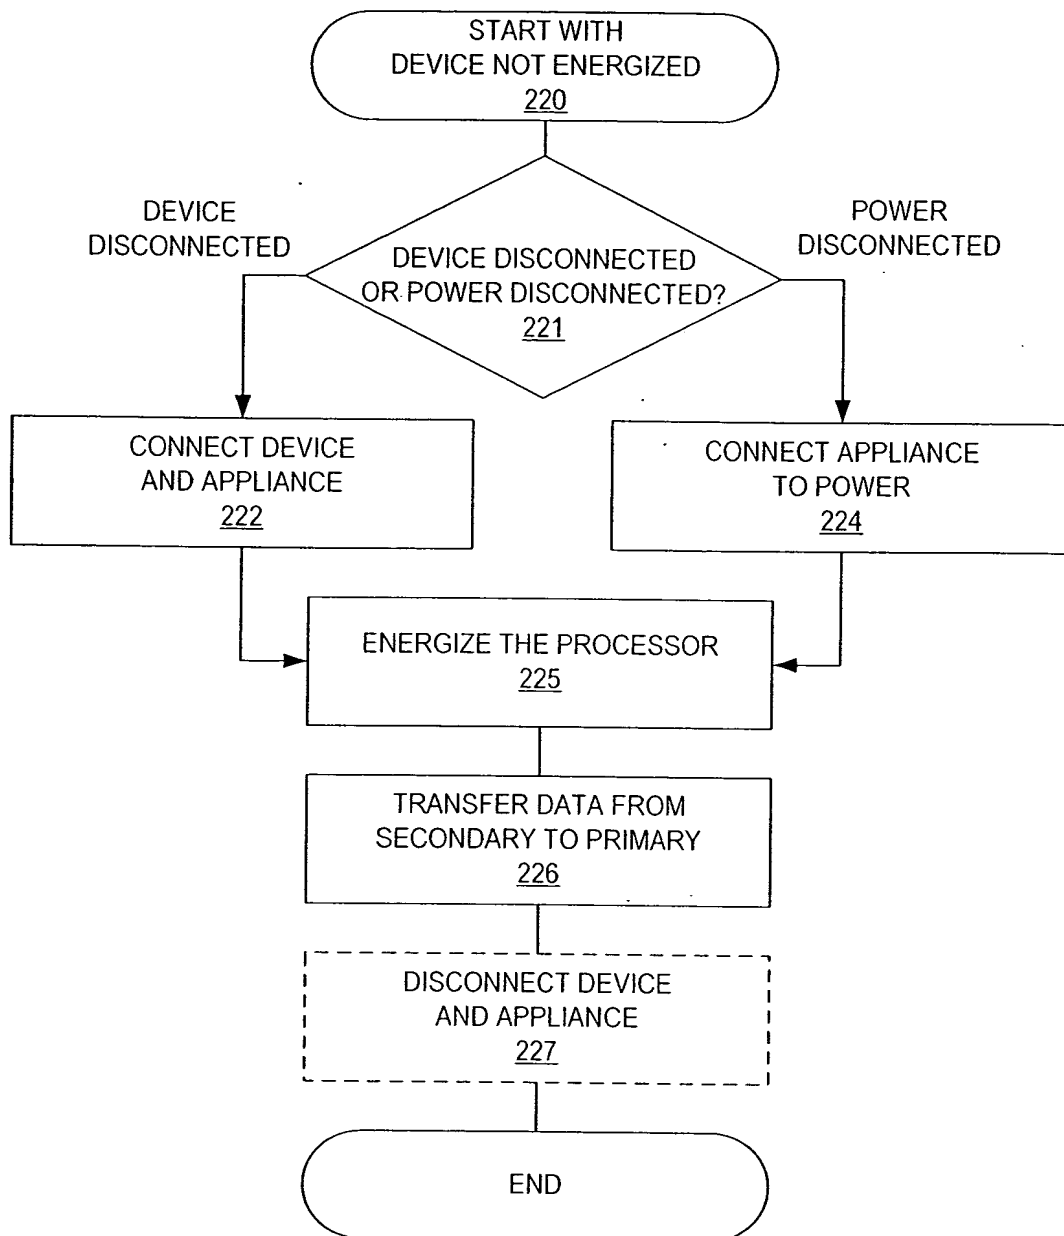 START WITH
DEVICE NOT ENERGIZED
220
DEVICE
DISCONNECTED
POWER
DISCONNECTED
DEVICE DISCONNECTED
OR POWER DISCONNECTED?
221
CONNECT DEVICE
AND APPLIANCE
222
CONNECT APPLIANCE
TO POWER
224
ENERGIZE THE PROCESSOR
225
TRANSFER DATA FROM
SECONDARY TO PRIMARY
226
DISCONNECT DEVICE
AND APPLIANCE
227
END